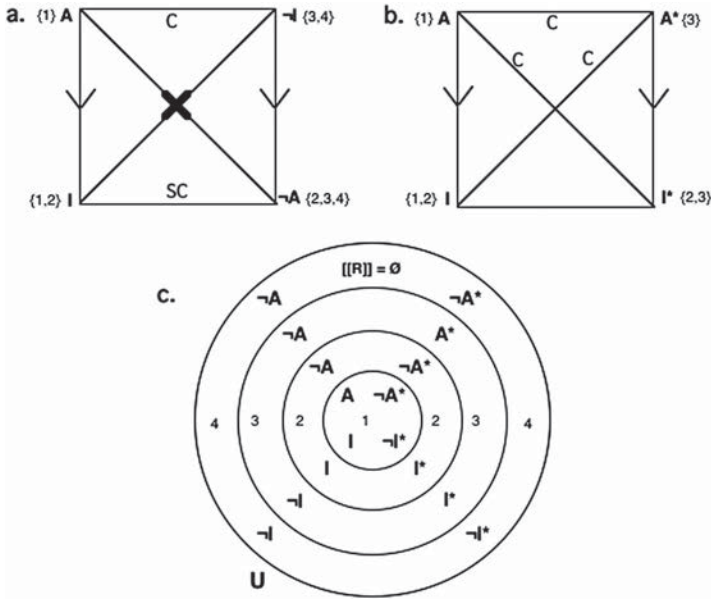 a. {1} A C ¬I {3,4}
{1,2} I SC ¬A {2,3,4}
b. {1} A C A* {3}
C C
{1,2} I I* {2,3}
c.
[[R]] = Ø
¬A ¬A*
¬A A*
¬A ¬A*
A ¬A*
4 3 2 1 2 3 4
I ¬I*
I I*
¬I I*
¬I ¬I*
U